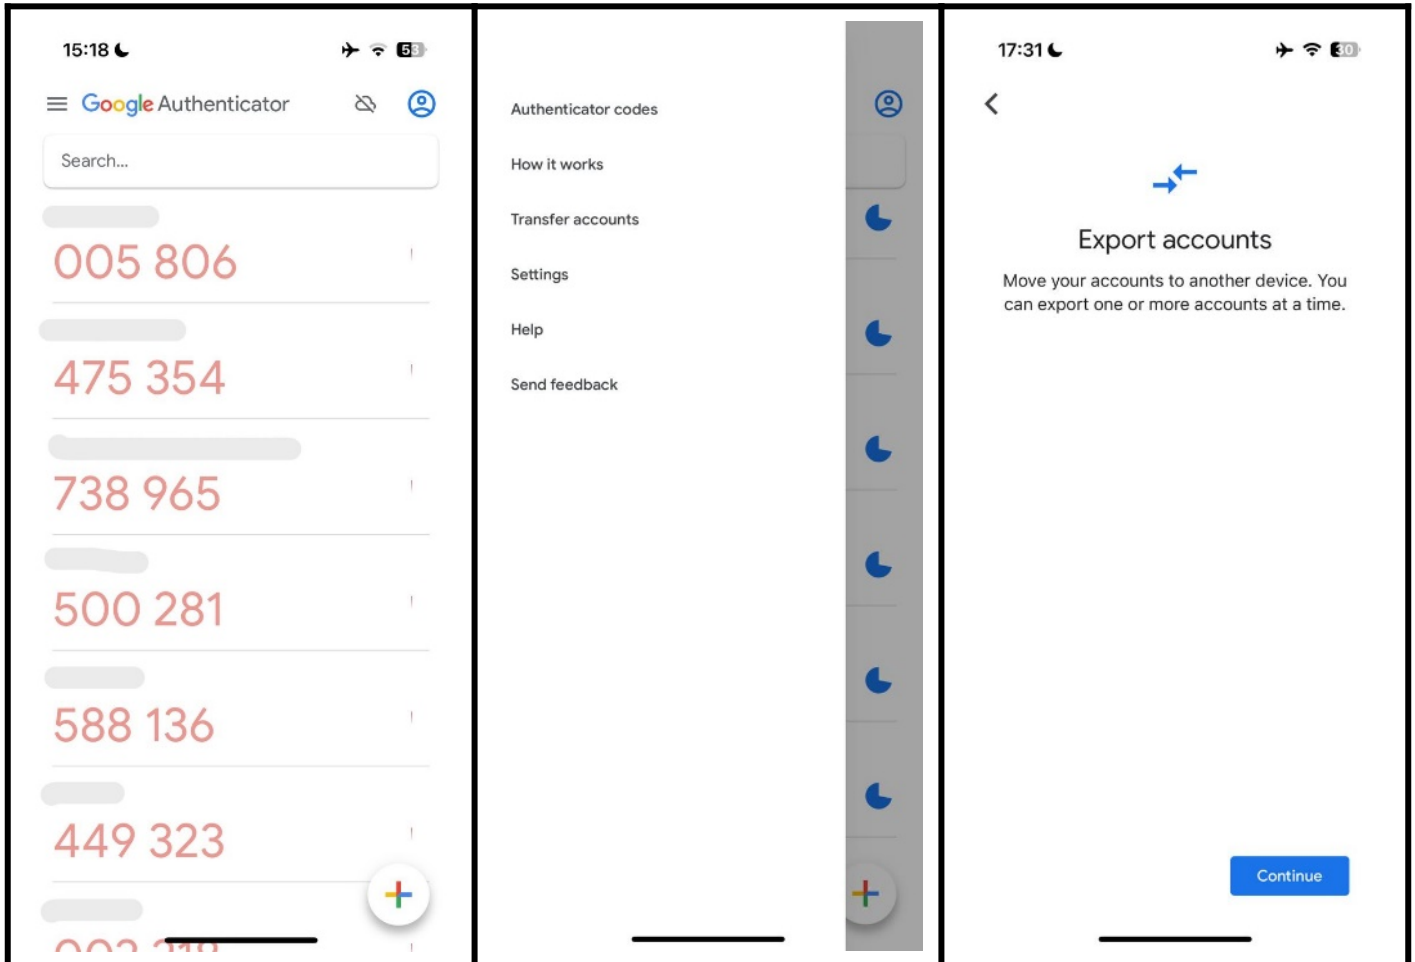 15:18
53
Google Authenticator
Search...
005 806
475 354
738 965
500 281
588 136
449 323
Authenticator codes
How it works
Transfer accounts
Settings
Help
Send feedback
17:31
30
Export accounts
Move your accounts to another device. You
can export one or more accounts at a time.
Continue